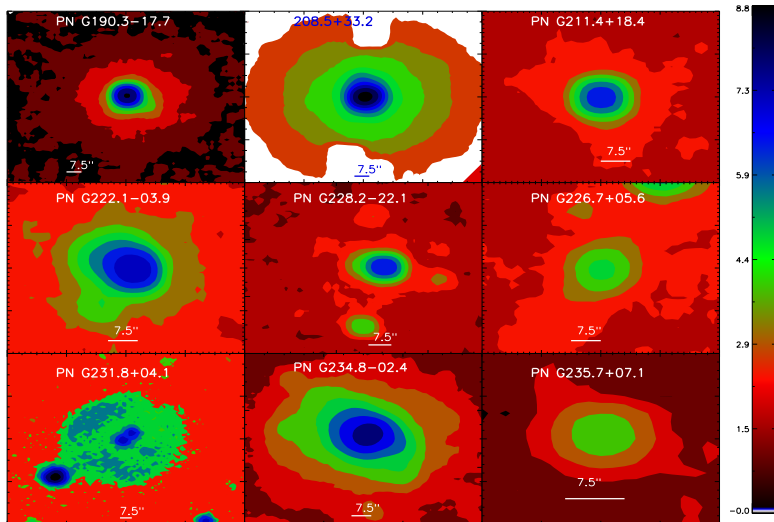 PN G190.3−17.7
7.5''
208.5+33.2
7.5''
PN G211.4+18.4
7.5''
PN G222.1−03.9
7.5''
PN G228.2−22.1
7.5''
PN G226.7+05.6
7.5''
PN G231.8+04.1
7.5''
PN G234.8−02.4
7.5''
PN G235.7+07.1
7.5''
8.8
7.3
5.9
4.4
2.9
1.5
−0.0